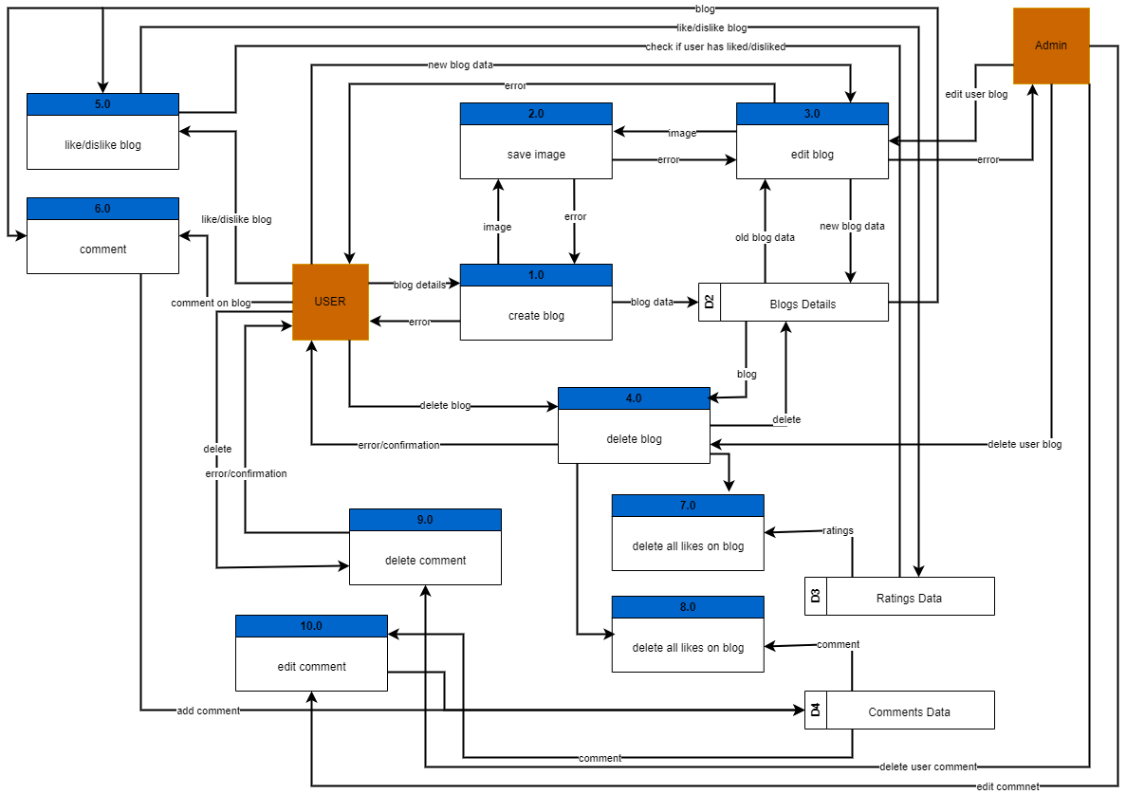 blog
like/dislike blog
check if user has liked/disliked
Admin
new blog data
error
edit user blog
5.0
like/dislike blog
2.0
save image
3.0
edit blog
image
error
error
6.0
comment
like/dislike blog
image
error
old blog data
new blog data
USER
blog details
1.0
create blog
blog data
D2
Blogs Details
comment on blog
error
blog
delete blog
4.0
delete blog
delete
error/confirmation
delete user blog
delete
error/confirmation
7.0
delete all likes on blog
ratings
9.0
delete comment
D3
Ratings Data
8.0
delete all likes on blog
comment
10.0
edit comment
add comment
D4
Comments Data
comment
delete user comment
edit commnet